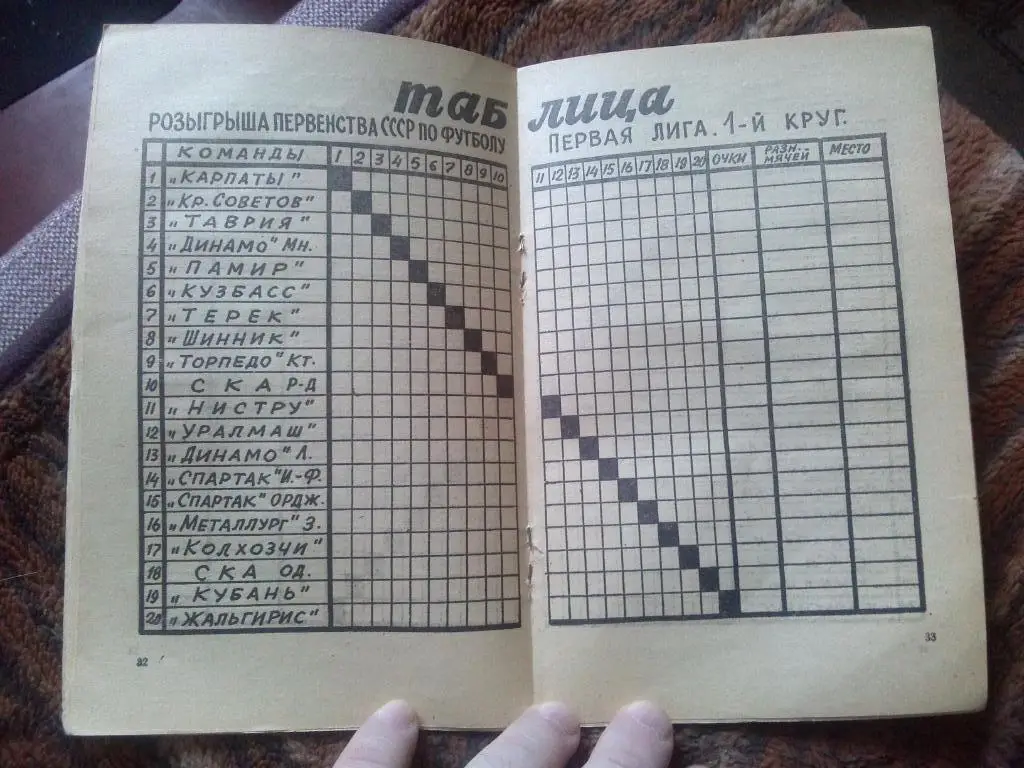 таблица
РОЗЫГРЫША ПЕРВЕНСТВА СССР ПО ФУТБОЛУ
ПЕРВАЯ ЛИГА. 1-Й КРУГ.
КОМАНДЫ 1 2 3 4 5 6 7 8 9 10 11 12 13 14 15 16 17 18 19 20 ОЧКИ РАЗН. МЯЧЕЙ МЕСТО
1 „КАРПАТЫ"
2 „КР. СОВЕТОВ"
3 „ТАВРИЯ"
4 „ДИНАМО" МН.
5 „ПАМИР"
6 „КУЗБАСС"
7 „ТЕРЕК"
8 „ШИННИК"
9 „ТОРПЕДО" КТ.
10 СКА Р-Д
11 „НИСТРУ"
12 „УРАЛМАШ"
13 „ДИНАМО" Л.
14 „СПАРТАК" И.-Ф.
15 „СПАРТАК" ОРДЖ.
16 „МЕТАЛЛУРГ" З.
17 „КОЛХОЗЧИ"
18 СКА ОД.
19 „КУБАНЬ"
20 „ЖАЛЬГИРИС"
32
33